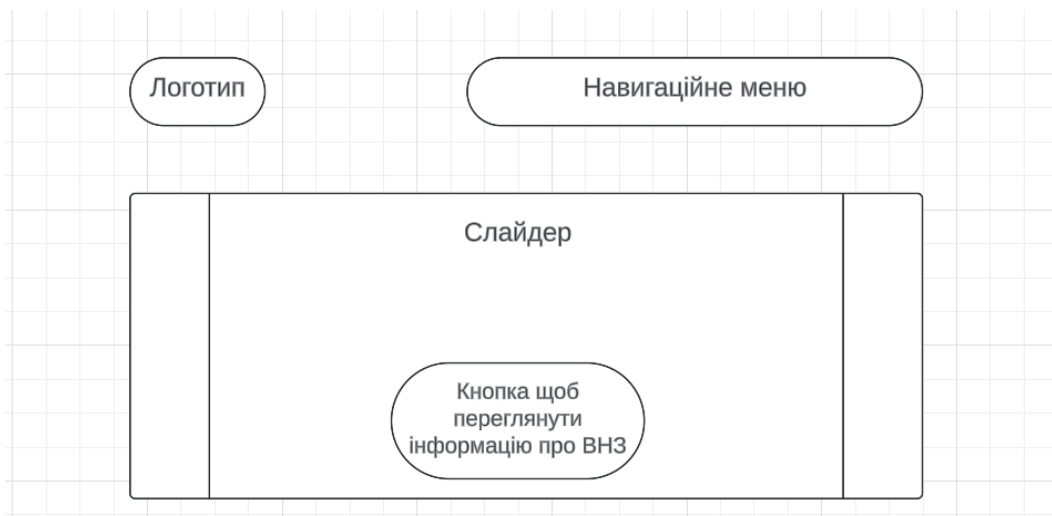 Логотип
Навигаційне меню
Слайдер
Кнопка щоб
переглянути
інформацію про ВНЗ